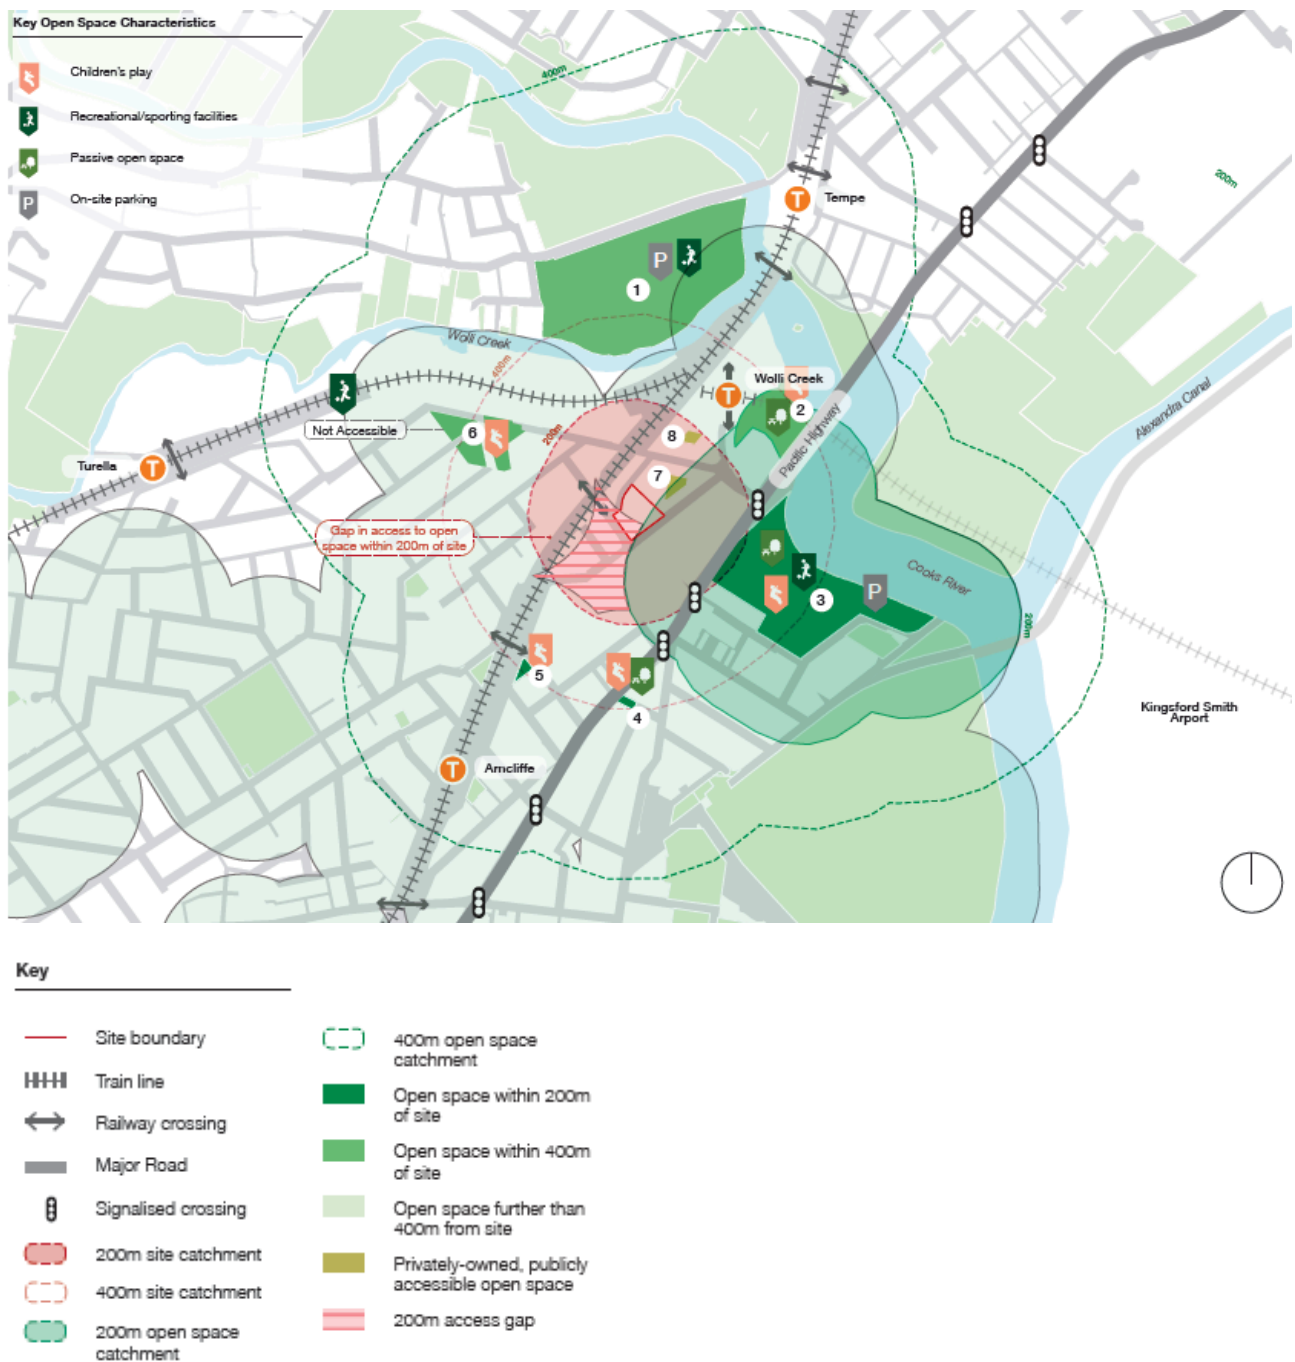 Key Open Space Characteristics
Children's play
Recreational/sporting facilities
Passive open space
P
On-site parking
400m
200m
T
Tempe
P
1
Wolli Creek
400m
Wolli Creek
T
2
Pacific Highway
Alexandra Canal
Not Accessible
6
200m
8
7
Turella
T
Gap in access to open
space within 200m of site
Cooks River
P
3
200m
5
4
Kingsford Smith
Arport
T
Arncliffe
Key
Site boundary
Train line
Railway crossing
Major Road
Signalised crossing
200m site catchment
400m site catchment
200m open space
catchment
400m open space
catchment
Open space within 200m
of site
Open space within 400m
of site
Open space further than
400m from site
Privately-owned, publicly
accessible open space
200m access gap